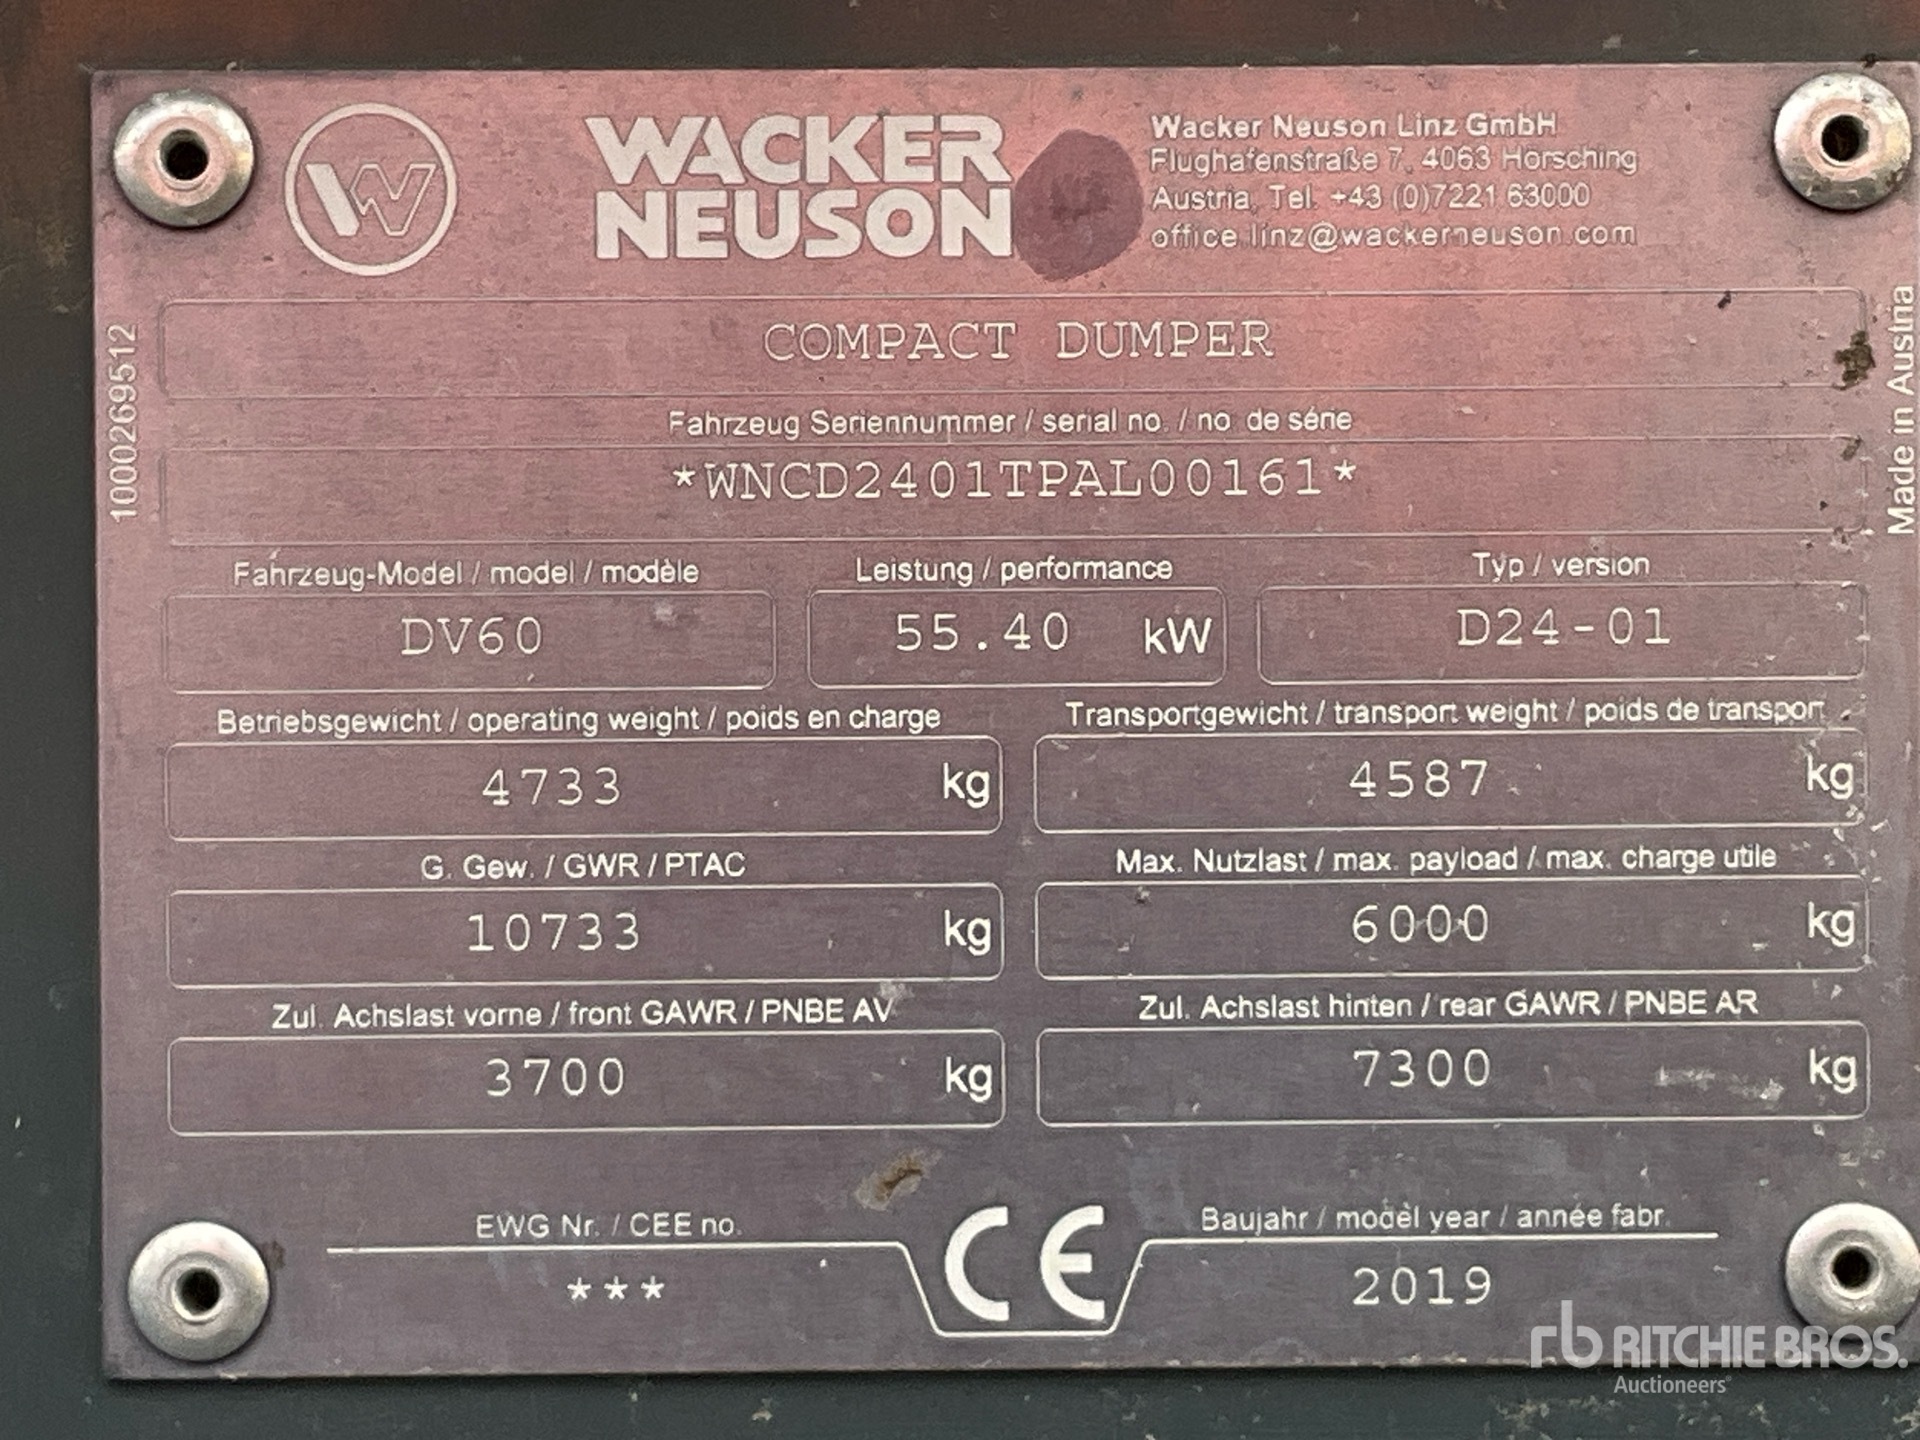 W
WACKER
NEUSON
Wacker Neuson Linz GmbH
Flughafenstraße 7, 4063 Hörsching
Austria, Tel. +43 (0)7221 63000
office.linz@wackerneuson.com
1000269512
Made in Austria
COMPACT DUMPER
Fahrzeug Seriennummer / serial no. / no. de série
*WNCD2401TPAL00161*
Fahrzeug-Model / model / modèle
Leistung / performance
Typ / version
DV60
55.40 kW
D24-01
Betriebsgewicht / operating weight / poids en charge
Transportgewicht / transport weight / poids de transport
4733 kg
4587 kg
G. Gew. / GWR / PTAC
Max. Nutzlast / max. payload / max. charge utile
10733 kg
6000 kg
Zul. Achslast vorne / front GAWR / PNBE AV
Zul. Achslast hinten / rear GAWR / PNBE AR
3700 kg
7300 kg
EWG Nr. / CEE no.
***
CE
Baujahr / model year / année fabr.
2019
rb RITCHIE BROS.
Auctioneers